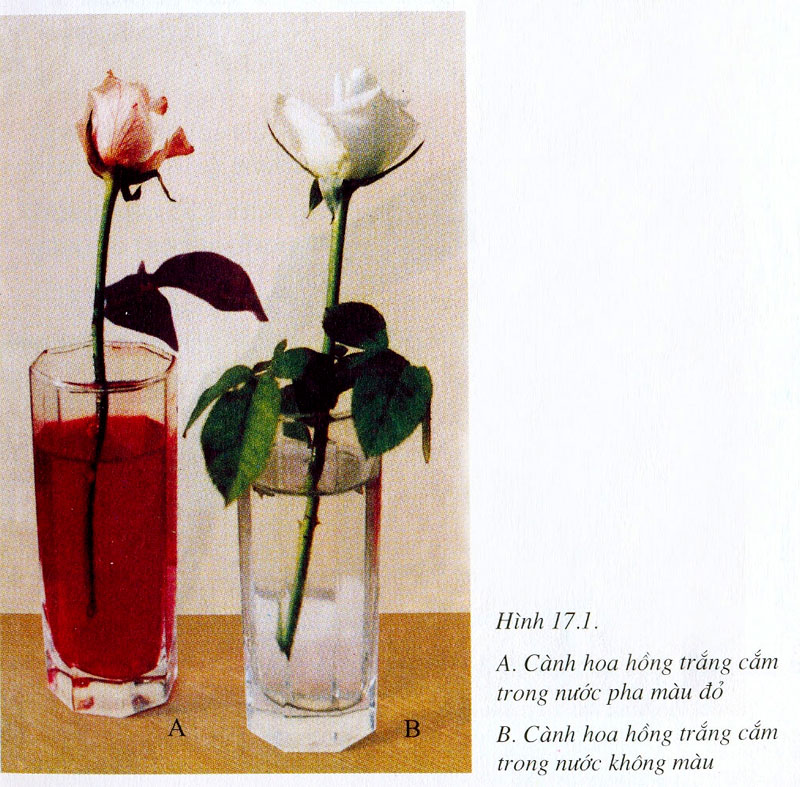 A
B
Hình 17.1.
A. Cành hoa hồng trắng cắm
trong nước pha màu đỏ
B. Cành hoa hồng trắng cắm
trong nước không màu